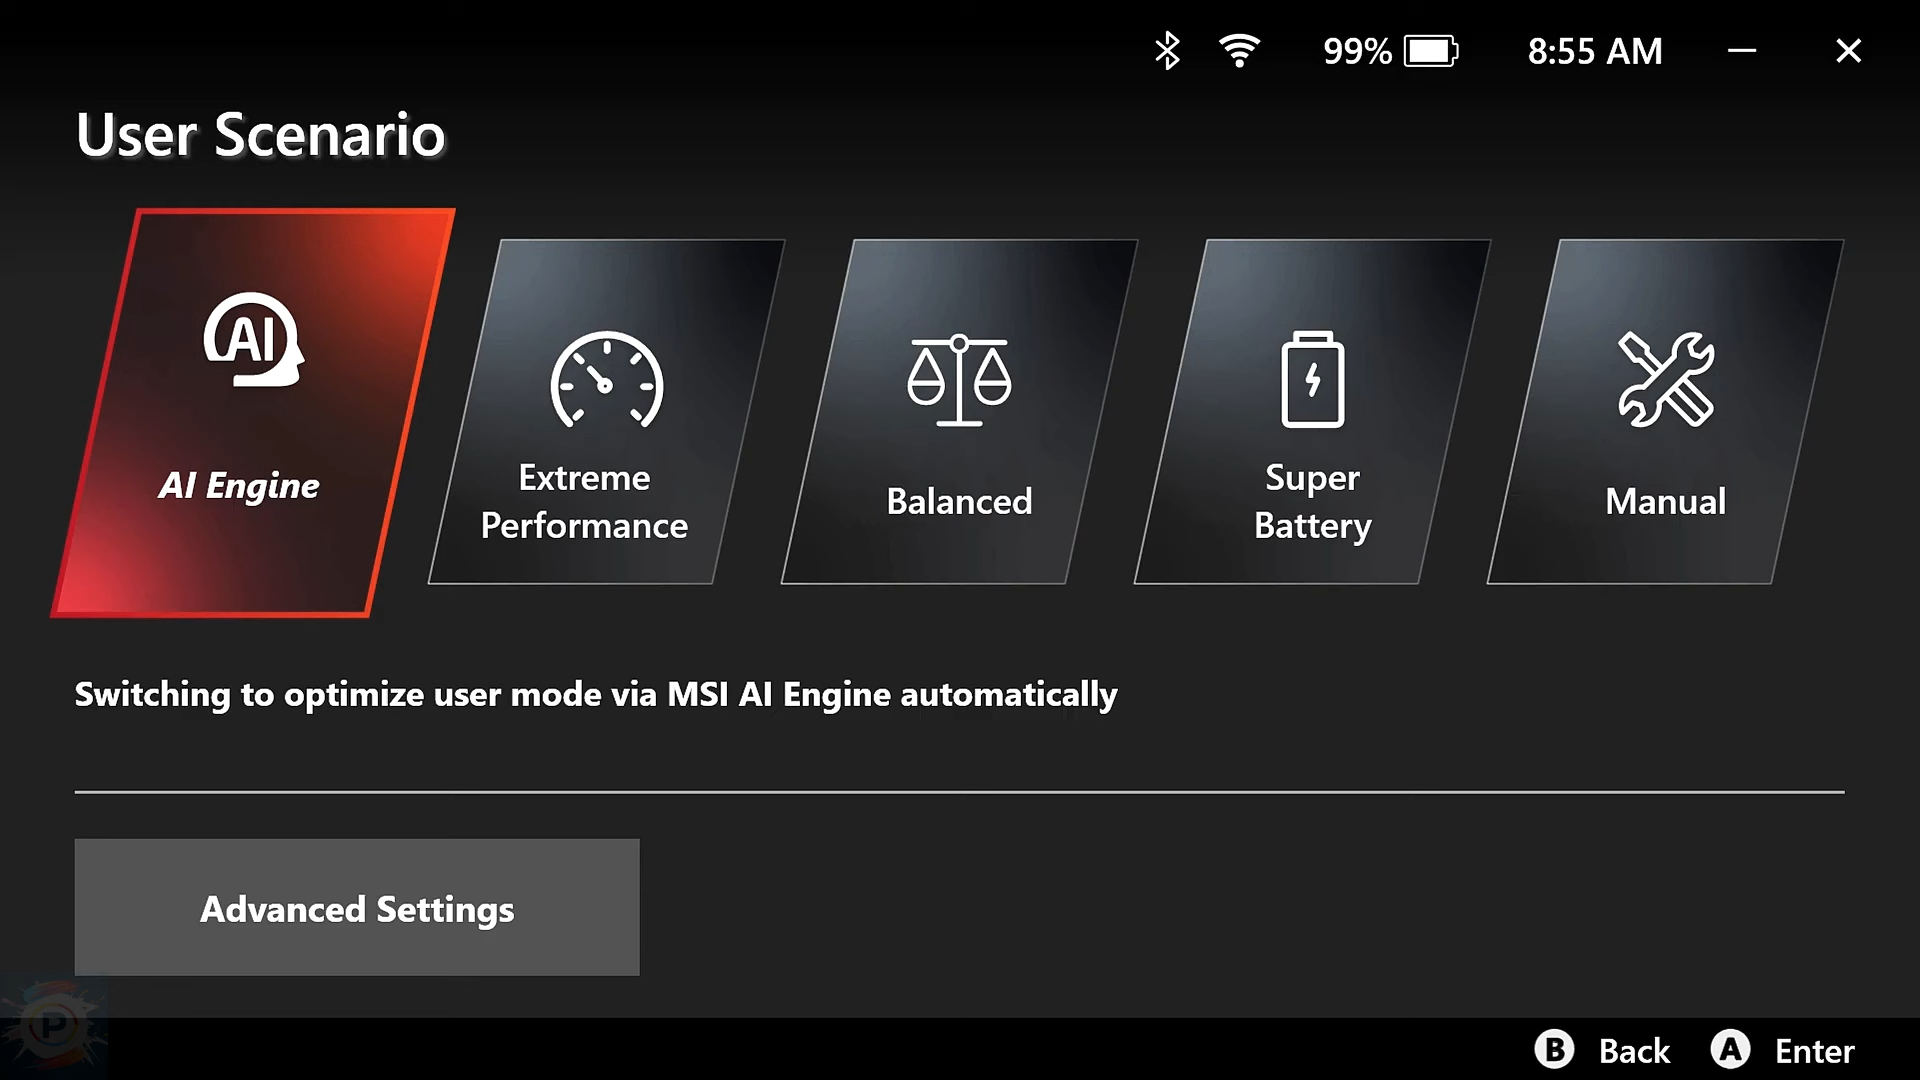 99%
8:55 AM
User Scenario
AI
AI Engine
Extreme
Performance
Balanced
Super
Battery
Manual
Switching to optimize user mode via MSI AI Engine automatically
Advanced Settings
P
B Back A Enter